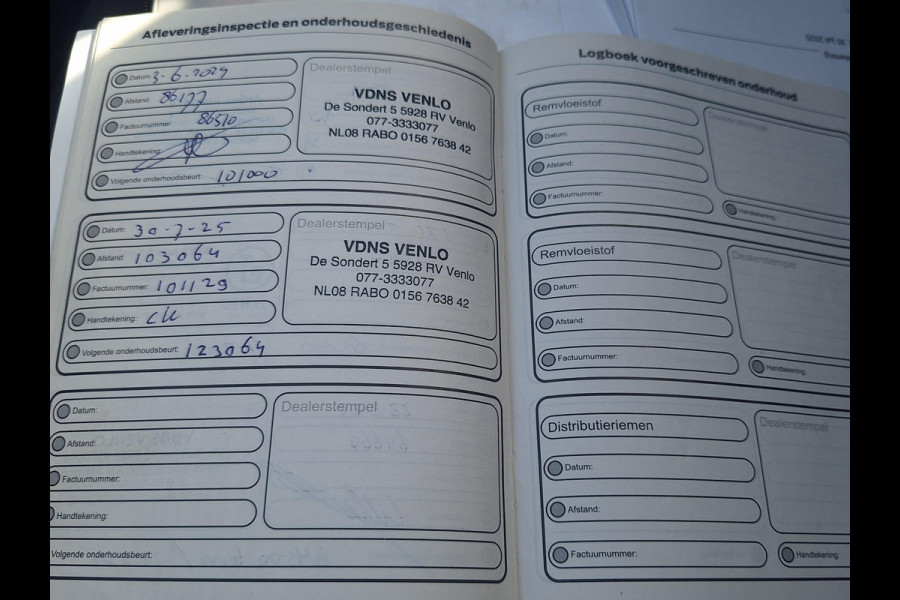 Afleveringsinspectie en onderhoudsgeschiedenis
Datum: 3-6-2024
Afstand: 86177
Factuurnummer: 86510
Handtekening:
Volgende onderhoudsbeurt: 101000
Dealerstempel
VDNS VENLO
De Sondert 5 5928 RV Venlo
077-3333077
NL08 RABO 0156 7638 42
Datum: 30-7-25
Afstand: 103064
Factuurnummer: 101129
Handtekening: CK
Volgende onderhoudsbeurt: 123064
Dealerstempel
VDNS VENLO
De Sondert 5 5928 RV Venlo
077-3333077
NL08 RABO 0156 7638 42
Datum:
Afstand:
Factuurnummer:
Handtekening:
Volgende onderhoudsbeurt:
Dealerstempel
Logboek voorgeschreven onderhoud
Remvloeistof
Datum:
Afstand:
Factuurnummer:
Dealerstempel
Handtekening:
Remvloeistof
Datum:
Afstand:
Factuurnummer:
Dealerstempel
Handtekening:
Distributieriemen
Datum:
Afstand:
Factuurnummer:
Dealerstempel
Handtekening: